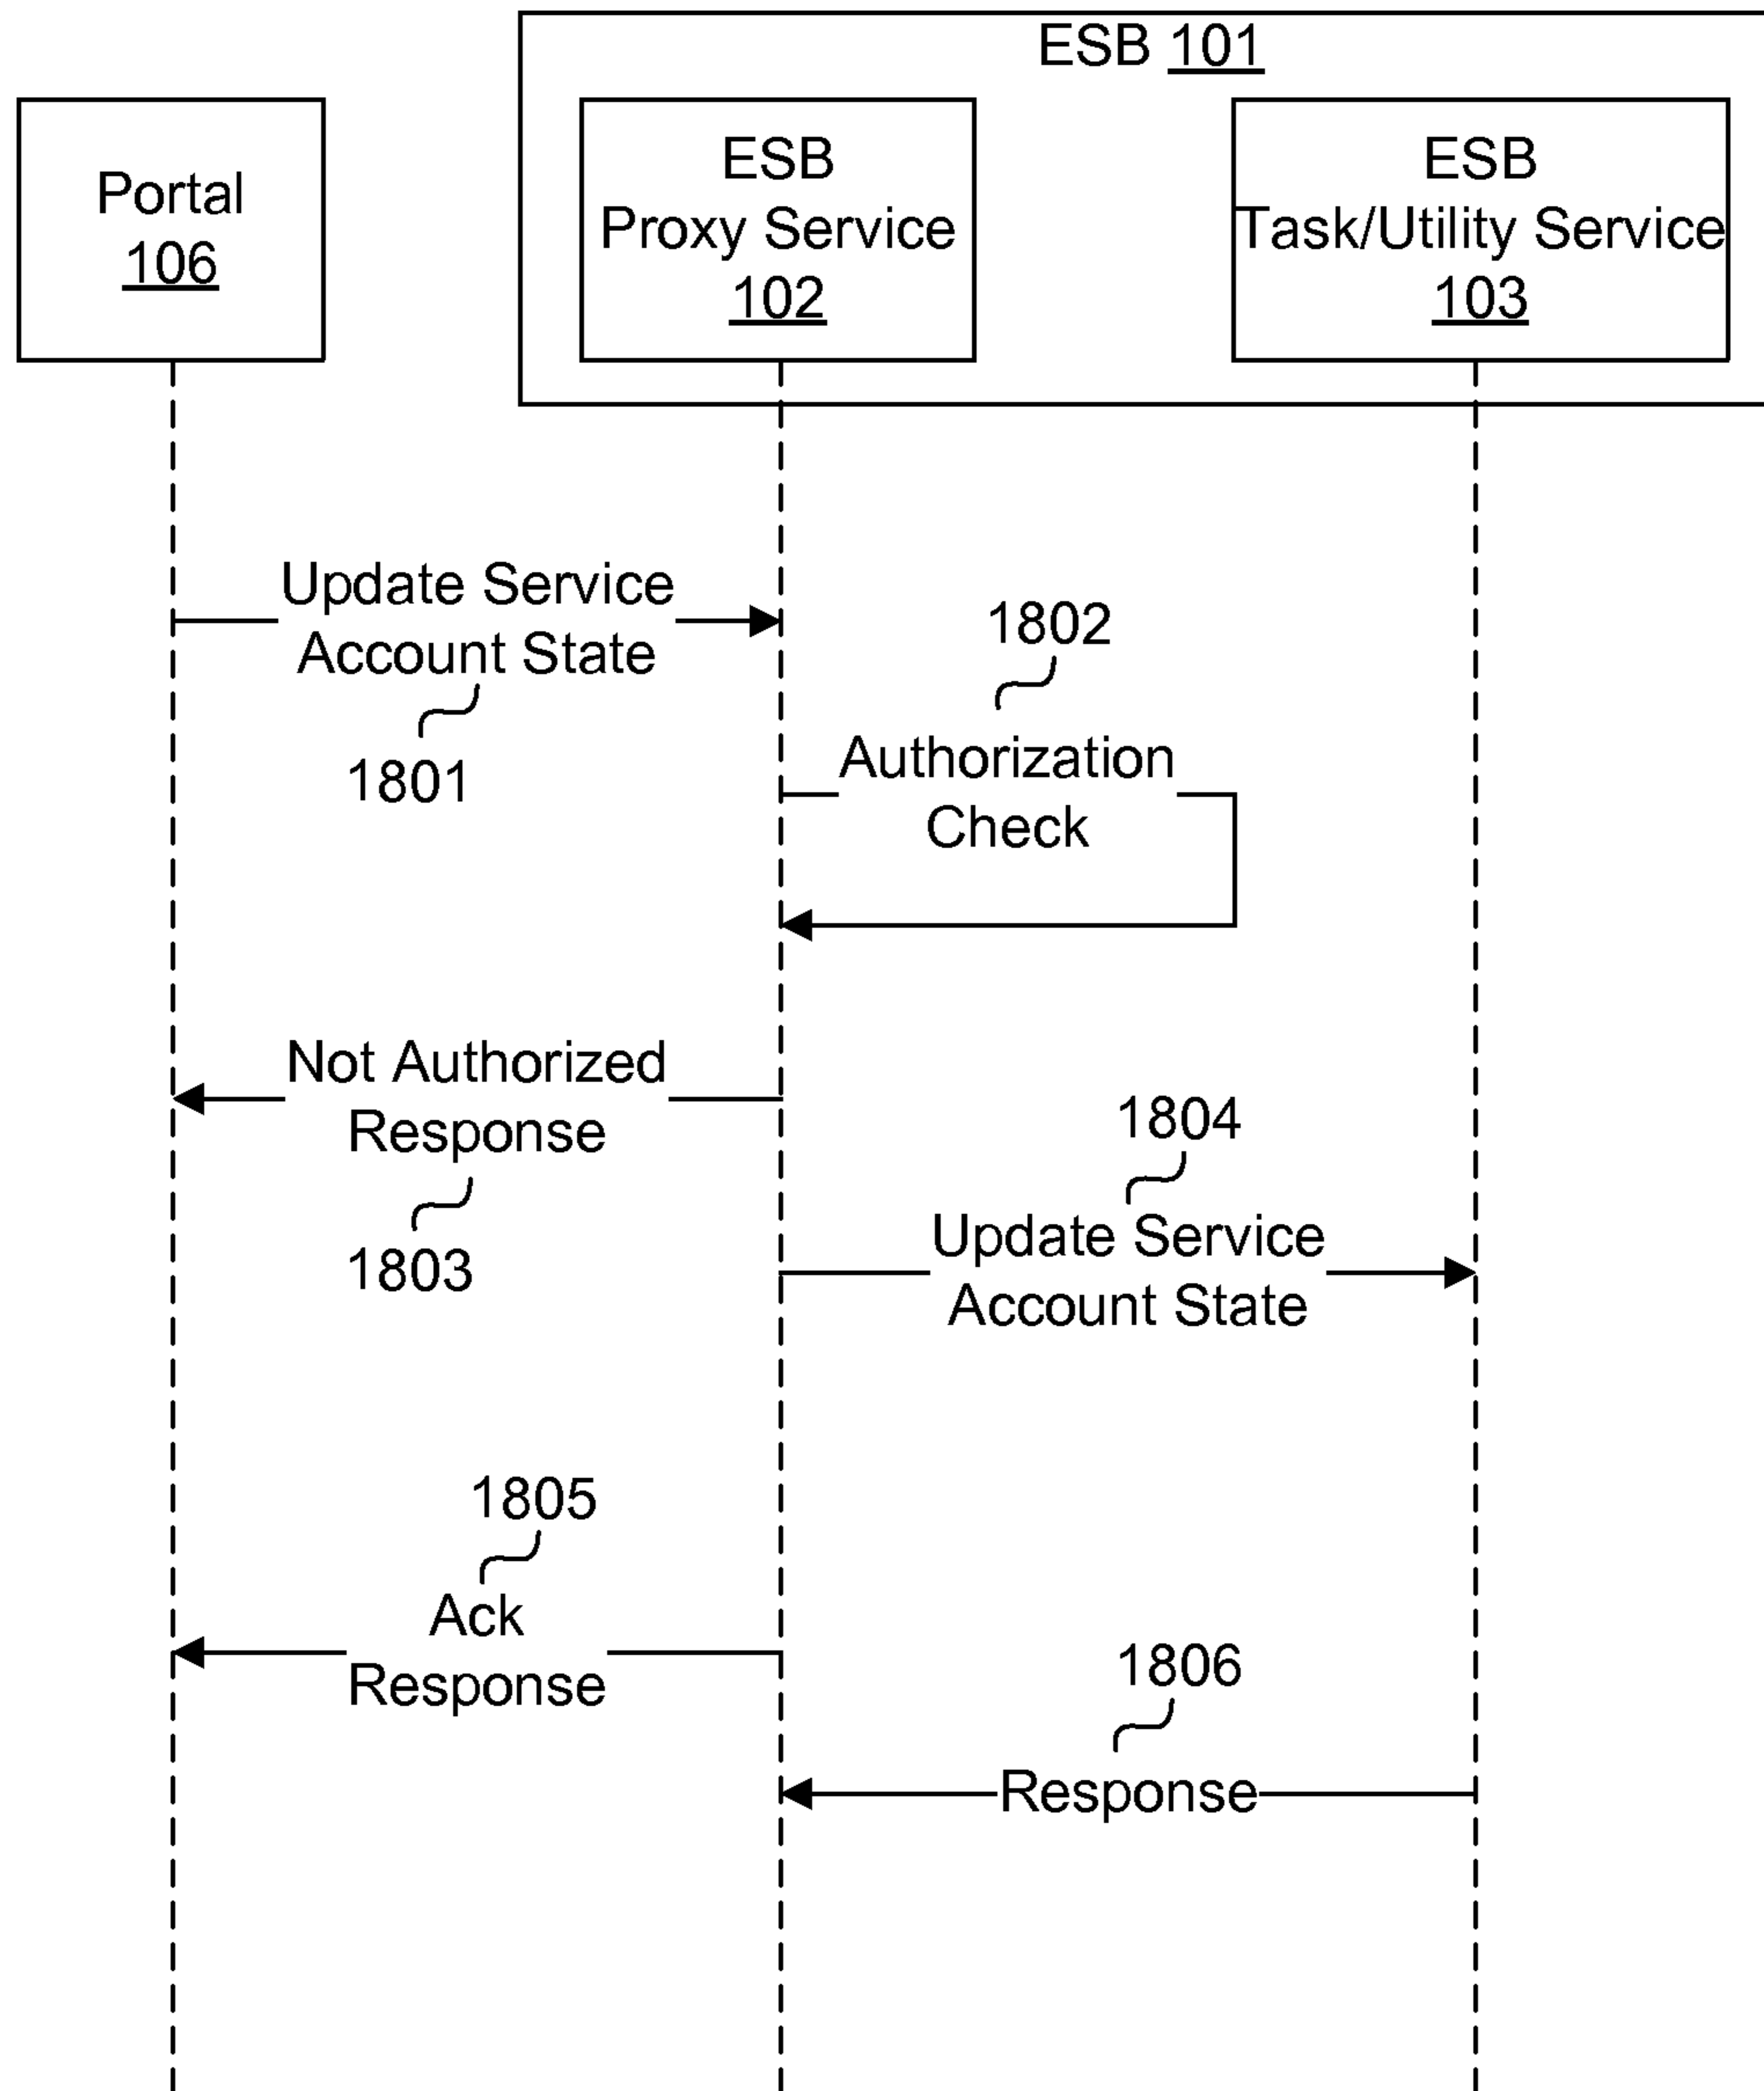 ESB 101
Portal
106
ESB
Proxy Service
102
ESB
Task/Utility Service
103
Update Service
Account State
1801
1802
Authorization
Check
Not Authorized
Response
1803
1804
Update Service
Account State
1805
Ack
Response
1806
Response